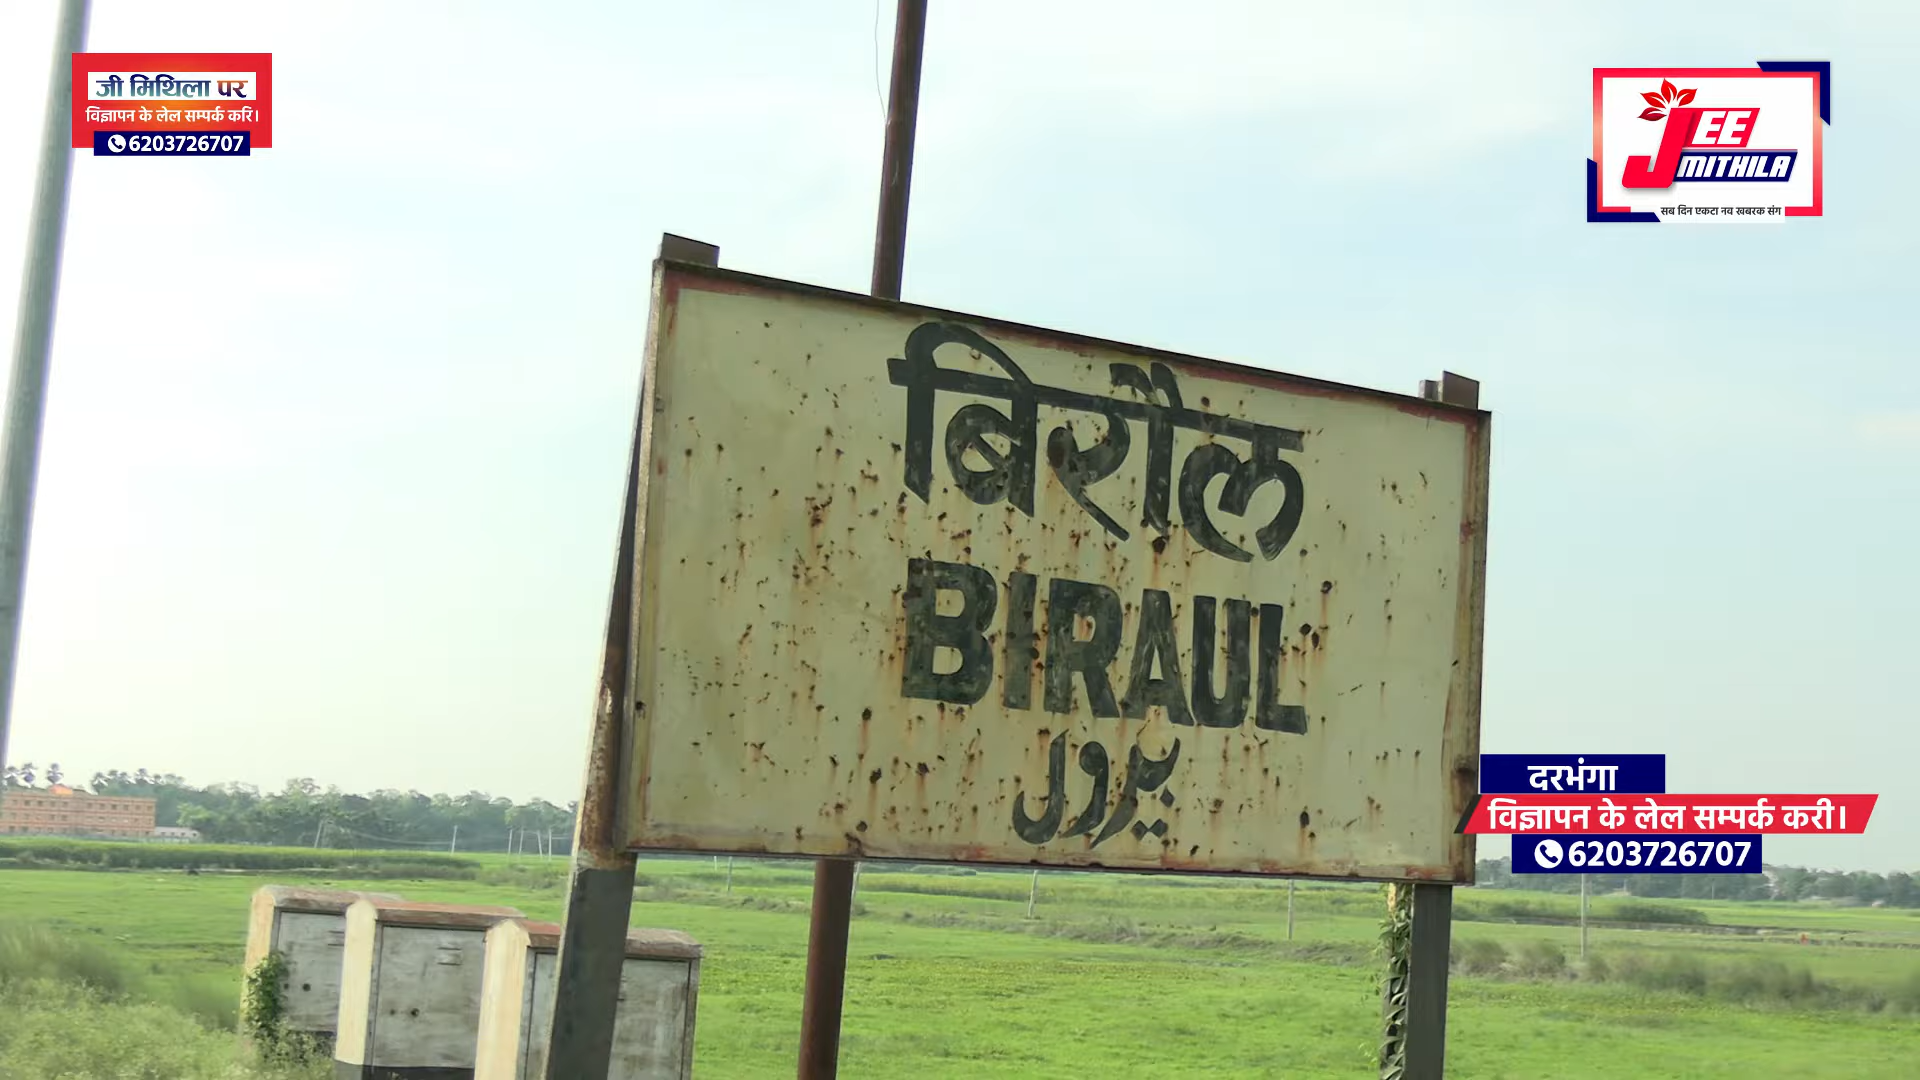 जी मिथिला पर
विज्ञापन के लेल सम्पर्क करि।
6203726707
JEE
MITHILA
सब दिन एकटा नव खबरक संग
बिरौल
BIRAUL
بیرول
दरभंगा
विज्ञापन के लेल सम्पर्क करी।
6203726707